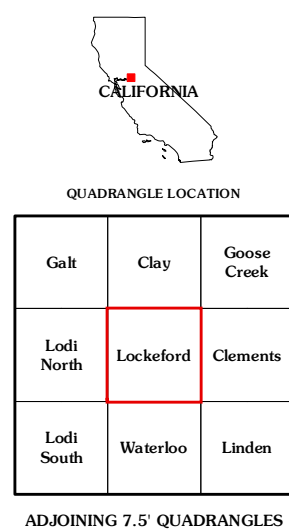 CALIFORNIA
QUADRANGLE LOCATION
Galt
Clay
Goose
Creek
Lodi
North
Lockeford
Clements
Lodi
South
Waterloo
Linden
ADJOINING 7.5' QUADRANGLES